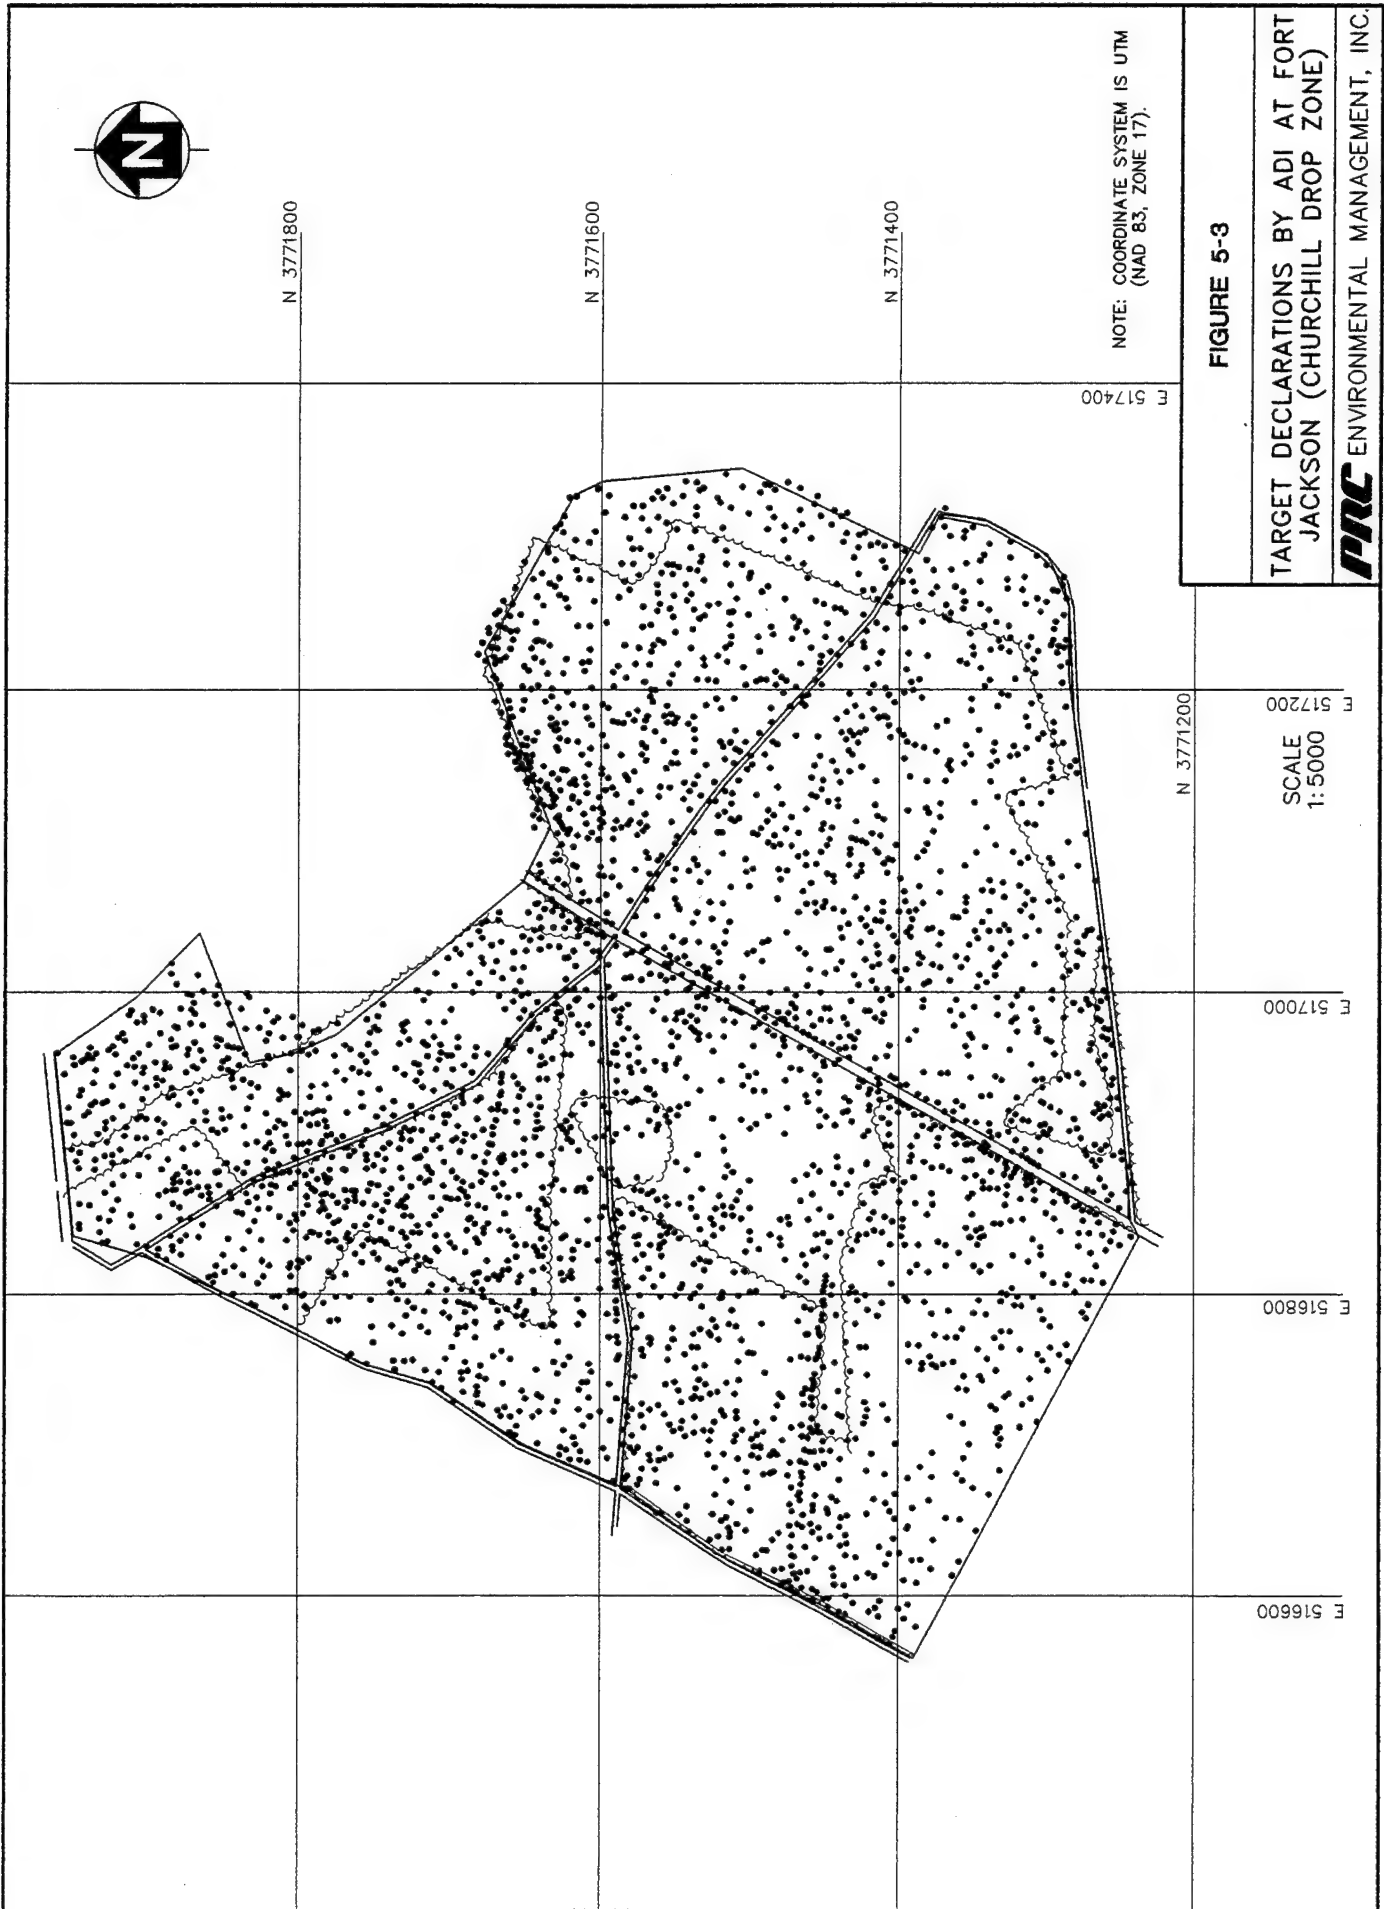 N
N 3771800
N 3771600
N 3771400
N 3771200
E 517400
E 517200
E 517000
E 516800
E 516600
NOTE: COORDINATE SYSTEM IS UTM
(NAD 83, ZONE 17).
SCALE
1:5000
FIGURE 5-3
TARGET DECLARATIONS BY ADI AT FORT
JACKSON (CHURCHILL DROP ZONE)
PRC ENVIRONMENTAL MANAGEMENT, INC.